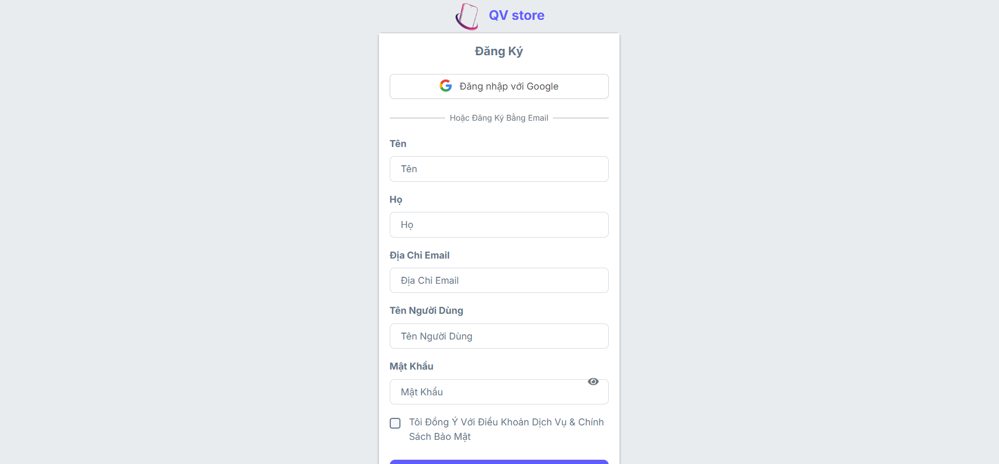 QV store
Đăng Ký
Đăng nhập với Google
Hoặc Đăng Ký Bằng Email
Tên
Tên
Họ
Họ
Địa Chỉ Email
Địa Chỉ Email
Tên Người Dùng
Tên Người Dùng
Mật Khẩu
Mật Khẩu
Tôi Đồng Ý Với Điều Khoản Dịch Vụ & Chính
Sách Bảo Mật